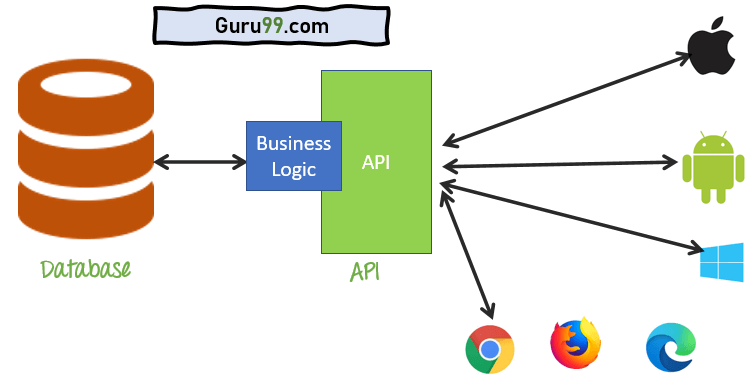 Guru99.com
Business
Logic
API
Database
API